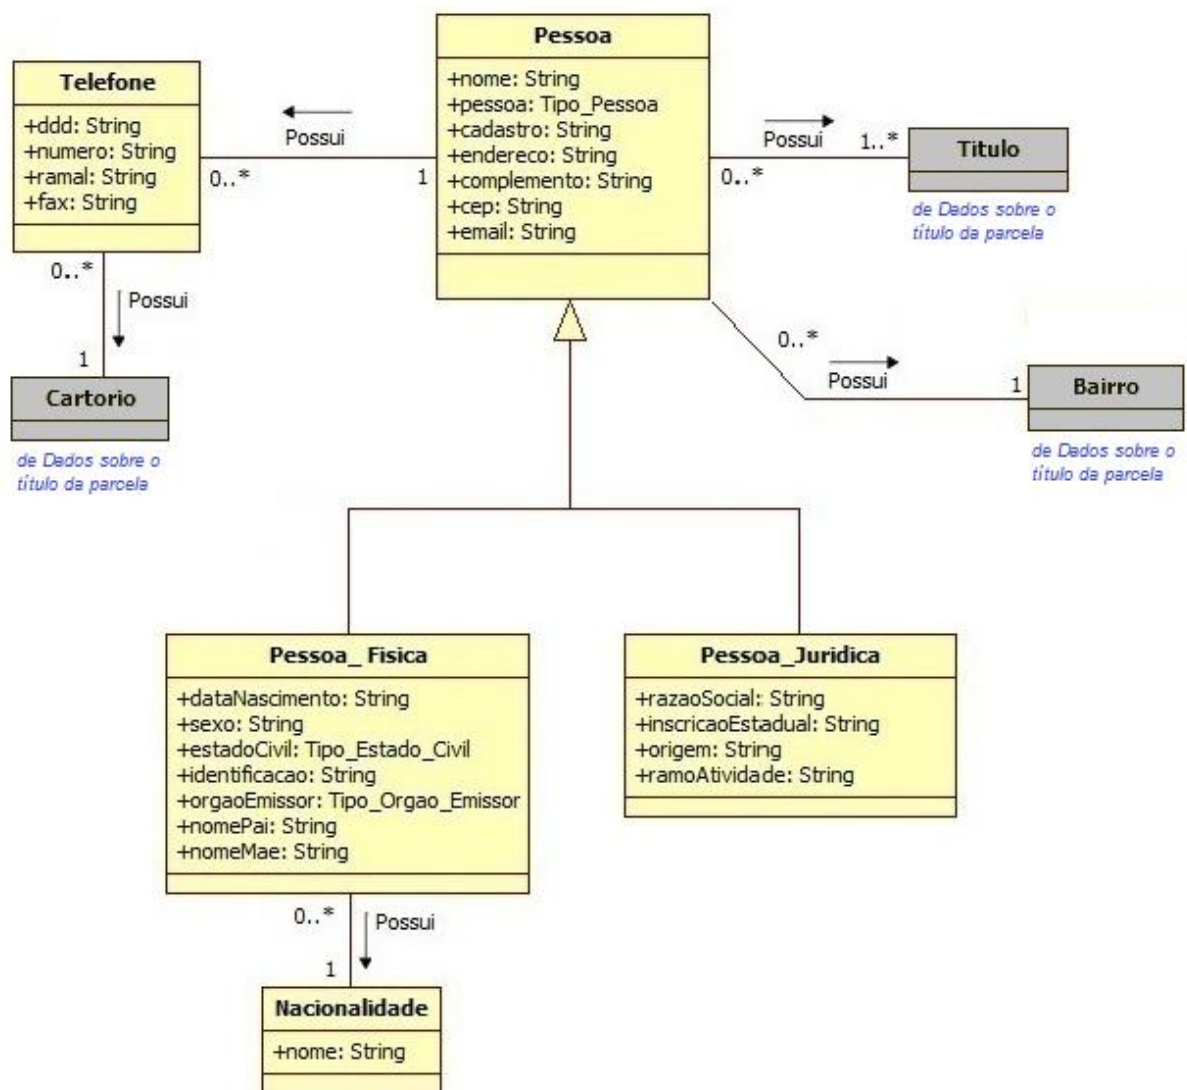 Pessoa
+nome: String
+pessoa: Tipo_Pessoa
+cadastro: String
+endereco: String
+complemento: String
+cep: String
+email: String
Telefone
+ddd: String
+numero: String
+ramal: String
+fax: String
Possui
0..*
1
Possui
0..*
1..*
Titulo
de Dados sobre o
título da parcela
0..*
Possui
1
Cartorio
de Dados sobre o
título da parcela
0..*
Possui
1
Bairro
de Dados sobre o
título da parcela
Pessoa_ Fisica
+dataNascimento: String
+sexo: String
+estadoCivil: Tipo_Estado_Civil
+identificacao: String
+orgaoEmissor: Tipo_Orgao_Emissor
+nomePai: String
+nomeMae: String
Pessoa_Juridica
+razaoSocial: String
+inscricaoEstadual: String
+origem: String
+ramoAtividade: String
0..*
Possui
1
Nacionalidade
+nome: String